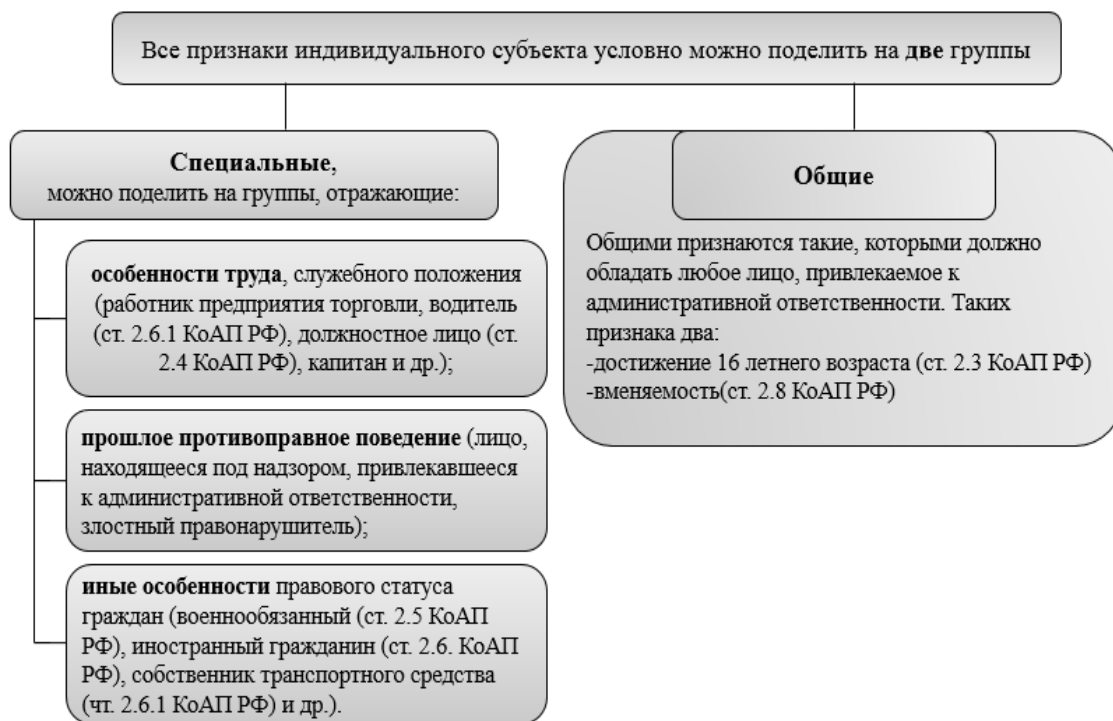 Все признаки индивидуального субъекта условно можно поделить на две группы
Специальные,
можно поделить на группы, отражающие:
особенности труда, служебного положения
(работник предприятия торговли, водитель
(ст. 2.6.1 КоАП РФ), должностное лицо (ст.
2.4 КоАП РФ), капитан и др.);
прошлое противоправное поведение (лицо,
находящееся под надзором, привлекавшееся
к административной ответственности,
злостный правонарушитель);
иные особенности правового статуса
граждан (военнообязанный (ст. 2.5 КоАП
РФ), иностранный гражданин (ст. 2.6. КоАП
РФ), собственник транспортного средства
(чт. 2.6.1 КоАП РФ) и др.).
Общие
Общими признаются такие, которыми должно
обладать любое лицо, привлекаемое к
административной ответственности. Таких
признака два:
-достижение 16 летнего возраста (ст. 2.3 КоАП РФ)
-вменяемость(ст. 2.8 КоАП РФ)